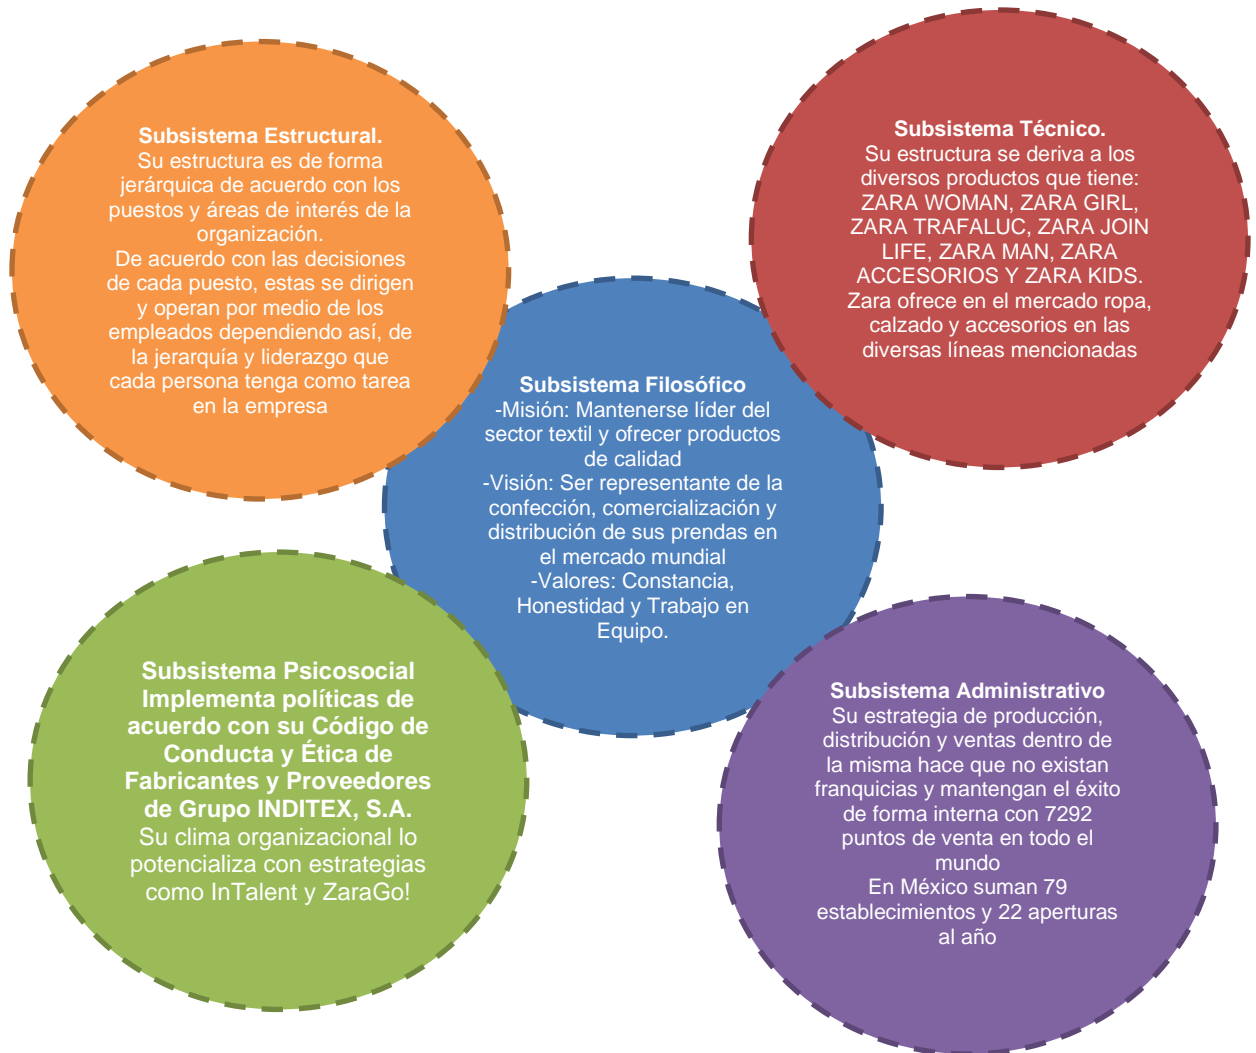 Subsistema Estructural.
Su estructura es de forma
jerárquica de acuerdo con los
puestos y áreas de interés de la
organización.
De acuerdo con las decisiones
de cada puesto, estas se dirigen
y operan por medio de los
empleados dependiendo así, de
la jerarquía y liderazgo que
cada persona tenga como tarea
en la empresa
Subsistema Técnico.
Su estructura se deriva a los
diversos productos que tiene:
ZARA WOMAN, ZARA GIRL,
ZARA TRAFALUC, ZARA JOIN
LIFE, ZARA MAN, ZARA
ACCESORIOS Y ZARA KIDS.
Zara ofrece en el mercado ropa,
calzado y accesorios en las
diversas líneas mencionadas
Subsistema Filosófico
-Misión: Mantenerse líder del
sector textil y ofrecer productos
de calidad
-Visión: Ser representante de la
confección, comercialización y
distribución de sus prendas en
el mercado mundial
-Valores: Constancia,
Honestidad y Trabajo en
Equipo.
Subsistema Psicosocial
Implementa políticas de
acuerdo con su Código de
Conducta y Ética de
Fabricantes y Proveedores
de Grupo INDITEX, S.A.
Su clima organizacional lo
potencializa con estrategias
como InTalent y ZaraGo!
Subsistema Administrativo
Su estrategia de producción,
distribución y ventas dentro de
la misma hace que no existan
franquicias y mantengan el éxito
de forma interna con 7292
puntos de venta en todo el
mundo
En México suman 79
establecimientos y 22 aperturas
al año